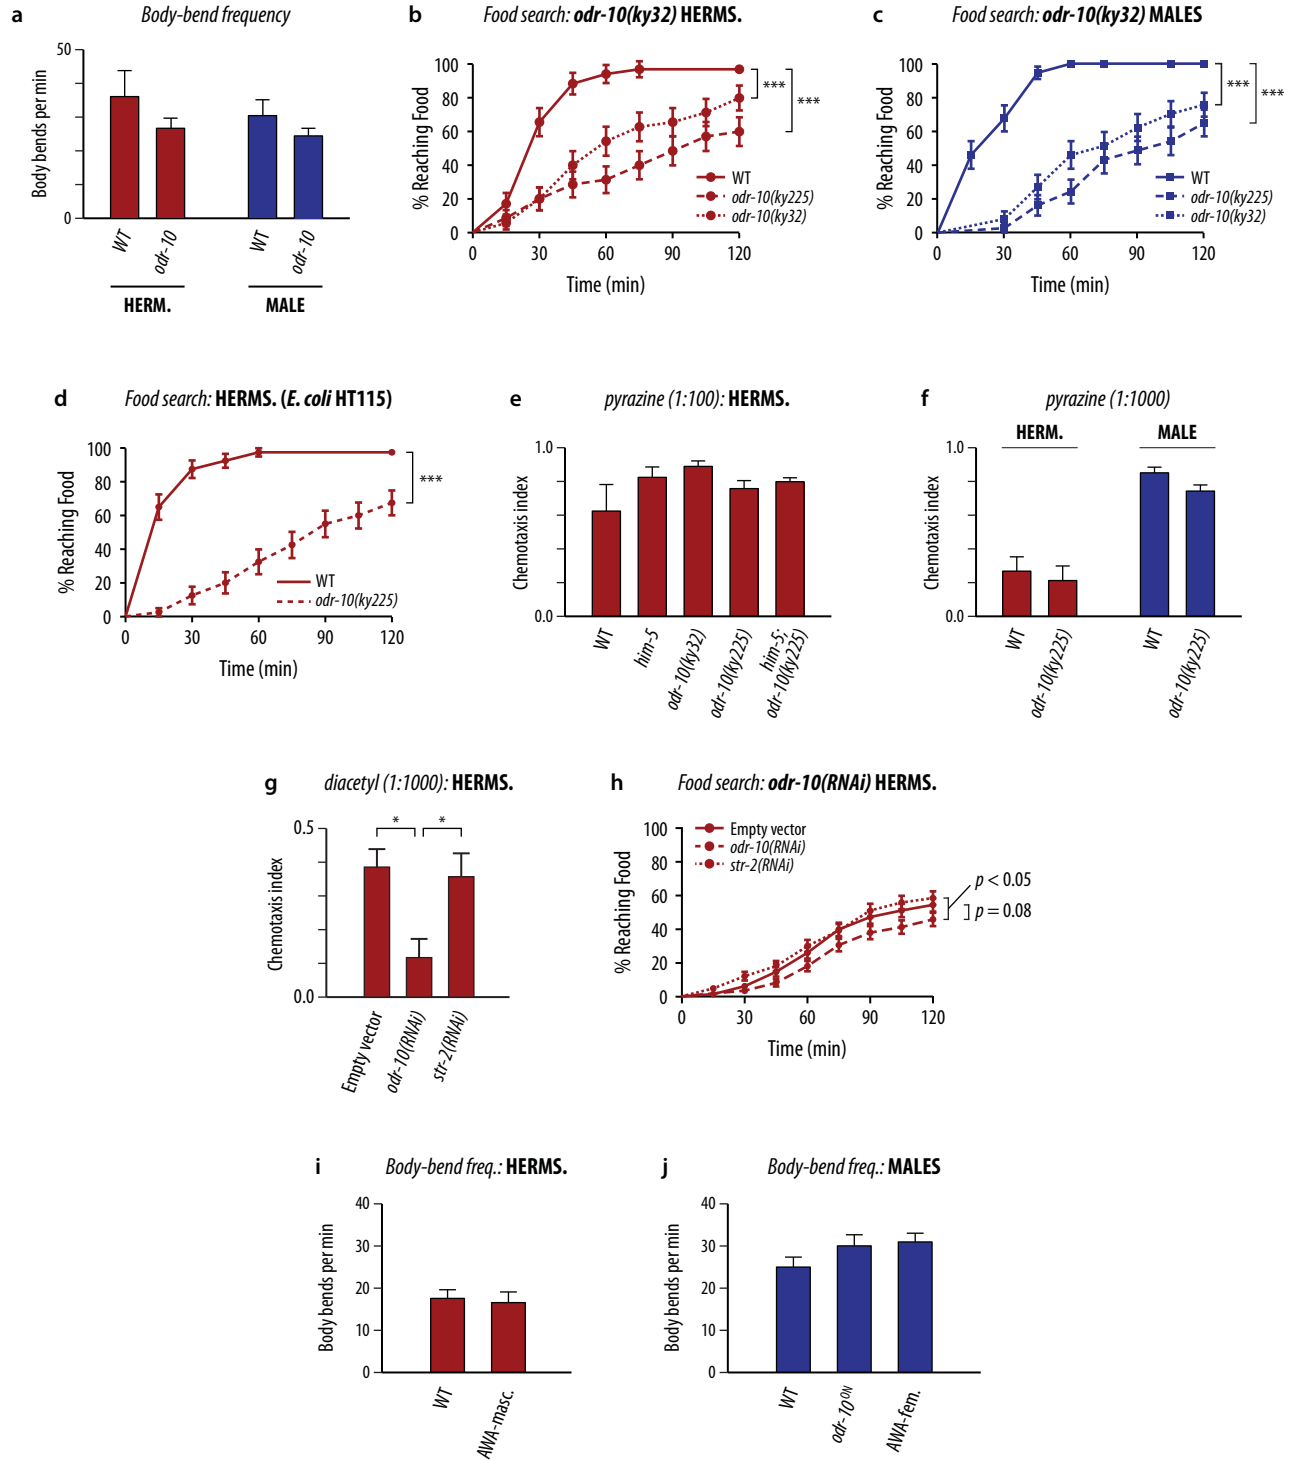 a
Body-bend frequency
Body bends per min
50
0
WT
odr-10
WT
odr-10
HERM.
MALE
b
Food search: odr-10(ky32) HERMS.
% Reaching Food
100
80
60
40
20
0
0 30 60 90 120
Time (min)
WT
odr-10(ky225)
odr-10(ky32)
***
***
c
Food search: odr-10(ky32) MALES
% Reaching Food
100
80
60
40
20
0
0 30 60 90 120
Time (min)
WT
odr-10(ky225)
odr-10(ky32)
***
***
d
Food search: HERMS. (E. coli HT115)
% Reaching Food
100
80
60
40
20
0
0 30 60 90 120
Time (min)
WT
odr-10(ky225)
***
e
pyrazine (1:100): HERMS.
Chemotaxis index
1.0
0.0
WT
him-5
odr-10(ky32)
odr-10(ky225)
him-5;
odr-10(ky225)
f
pyrazine (1:1000)
HERM.
MALE
Chemotaxis index
1.0
0.0
WT
odr-10(ky225)
WT
odr-10(ky225)
g
diacetyl (1:1000): HERMS.
Chemotaxis index
0.5
0.0
*
*
Empty vector
odr-10(RNAi)
str-2(RNAi)
h
Food search: odr-10(RNAi) HERMS.
% Reaching Food
100
80
60
40
20
0
0 30 60 90 120
Time (min)
Empty vector
odr-10(RNAi)
str-2(RNAi)
p < 0.05
p = 0.08
i
Body-bend freq.: HERMS.
Body bends per min
40
30
20
10
0
WT
AWA-masc.
j
Body-bend freq.: MALES
Body bends per min
40
30
20
10
0
WT
odr-10ON
AWA-fem.